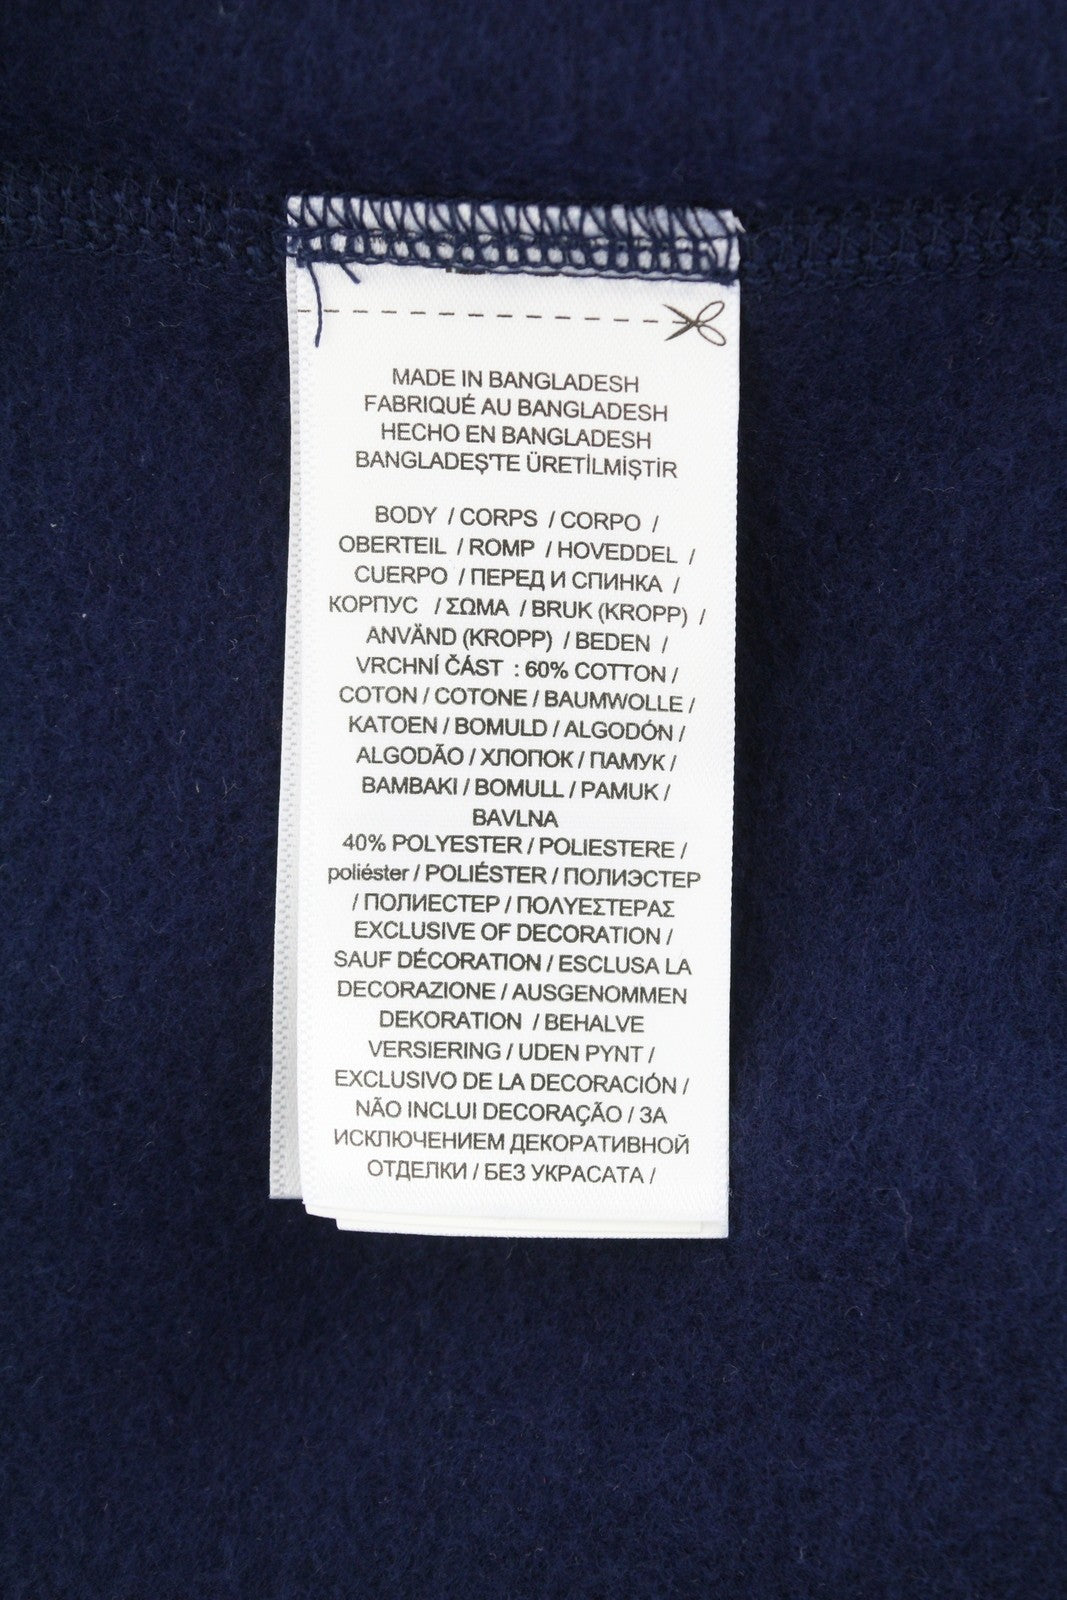 MADE IN BANGLADESH
FABRIQUÉ AU BANGLADESH
HECHO EN BANGLADESH
BANGLADEŞ'TE ÜRETİLMİŞTİR
BODY / CORPS / CORPO /
OBERTEIL / ROMP / HOVEDDEL /
CUERPO / ПЕРЕД И СПИНКА /
КОРПУС / ΣΩΜΑ / BRUK (KROPP) /
ANVÄND (KROPP) / BEDEN /
VRCHNÍ ČÁST : 60% COTTON /
COTON / COTONE / BAUMWOLLE /
KATOEN / BOMULD / ALGODÓN /
ALGODÃO / ХЛОПОК / ПАМУК /
BAMBAKI / BOMULL / PAMUK /
BAVLNA
40% POLYESTER / POLIESTERE /
poliéster / POLIÉSTER / ПОЛИЭСТЕР
/ ПОЛИЕСТЕР / ΠΟΛΥΕΣΤΕΡΑΣ
EXCLUSIVE OF DECORATION /
SAUF DÉCORATION / ESCLUSA LA
DECORAZIONE / AUSGENOMMEN
DEKORATION / BEHALVE
VERSIERING / UDEN PYNT /
EXCLUSIVO DE LA DECORACIÓN /
NÃO INCLUI DECORAÇÃO / ЗА
ИСКЛЮЧЕНИЕМ ДЕКОРАТИВНОЙ
ОТДЕЛКИ / БЕЗ УКРАСАТА /